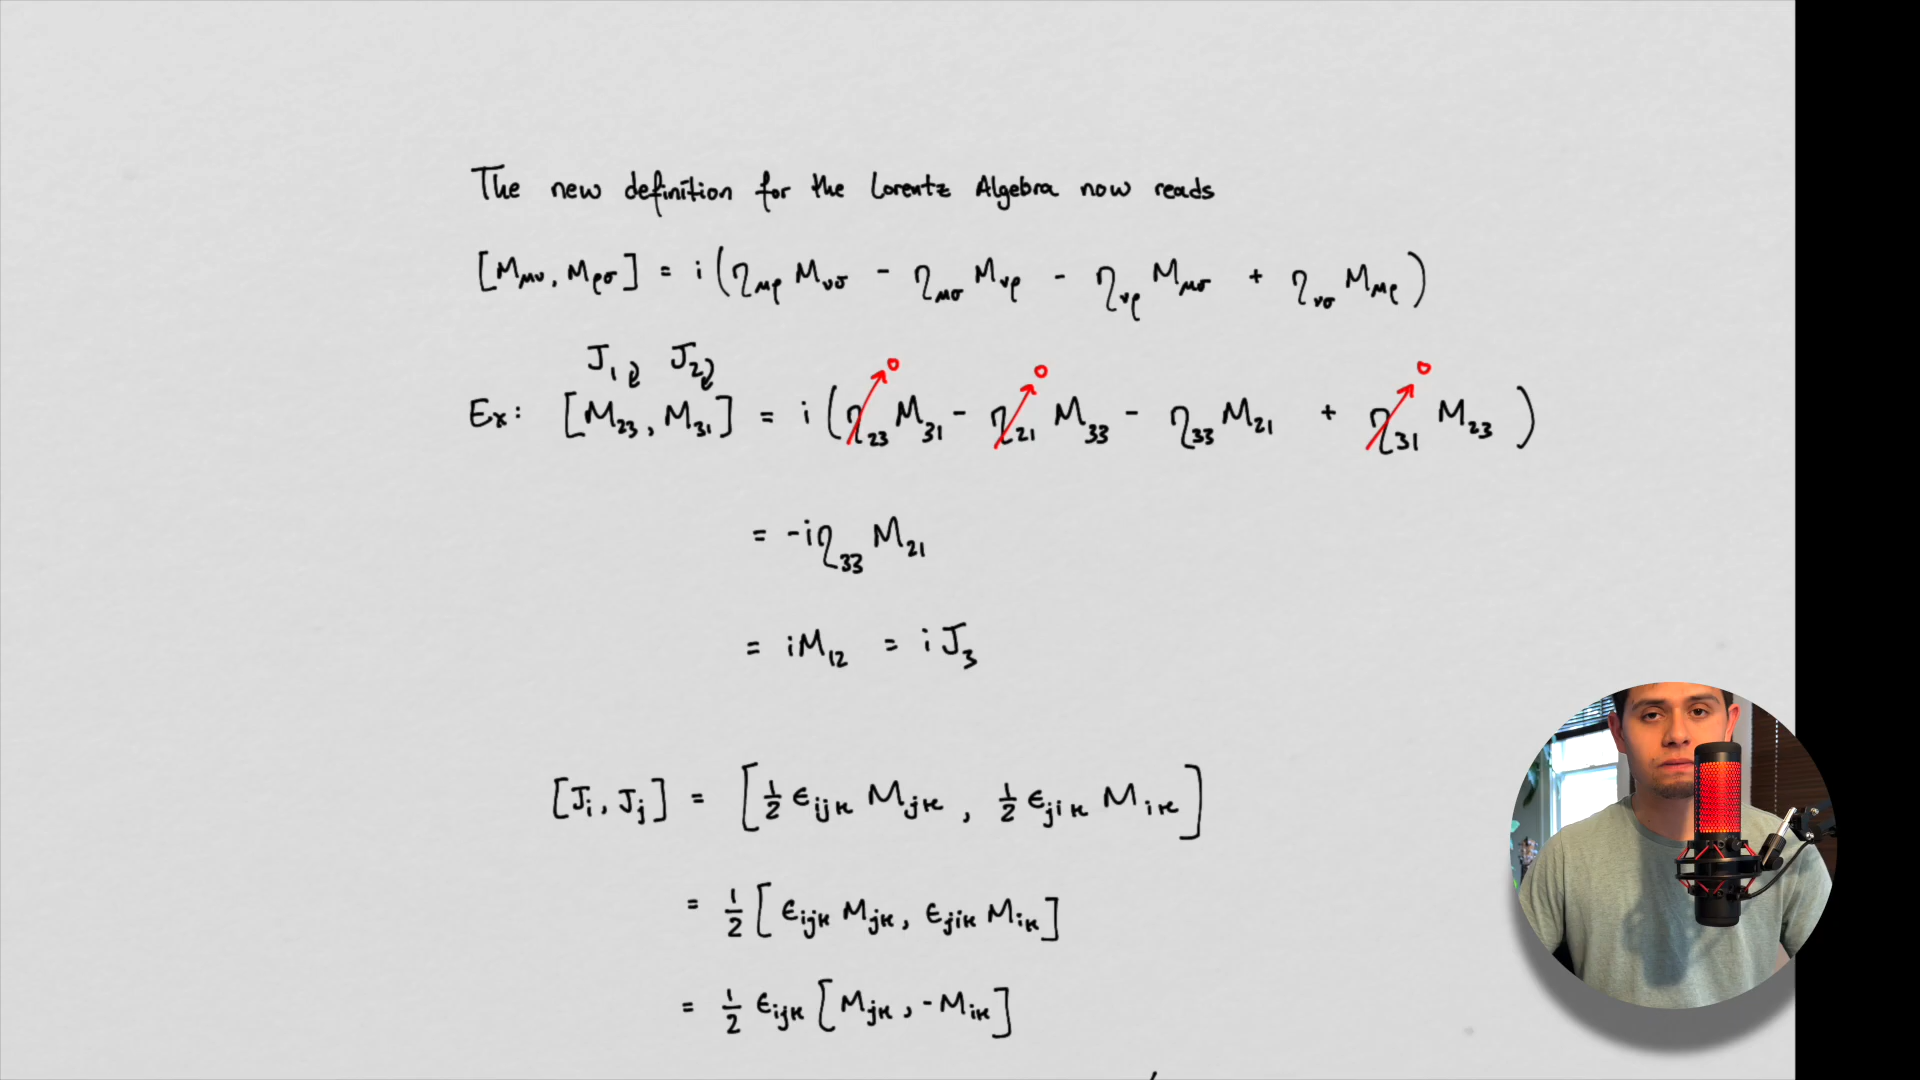 The new definition for the Lorentz Algebra now reads
[M_μν, M_ρσ] = i (η_μρ M_νσ - η_μσ M_νρ - η_νρ M_μσ + η_νσ M_μρ)
J_1 J_2 0 0 0
Ex: [M_23, M_31] = i (η_23 M_31 - η_21 M_33 - η_33 M_21 + η_31 M_23)
= -iη_33 M_21
= iM_12 = i J_3
[J_i, J_j] = [1/2 ε_ijk M_jk, 1/2 ε_jik M_ik]
= 1/2 [ε_ijk M_jk, ε_jik M_ik]
= 1/2 ε_ijk [M_jk, -M_ik]